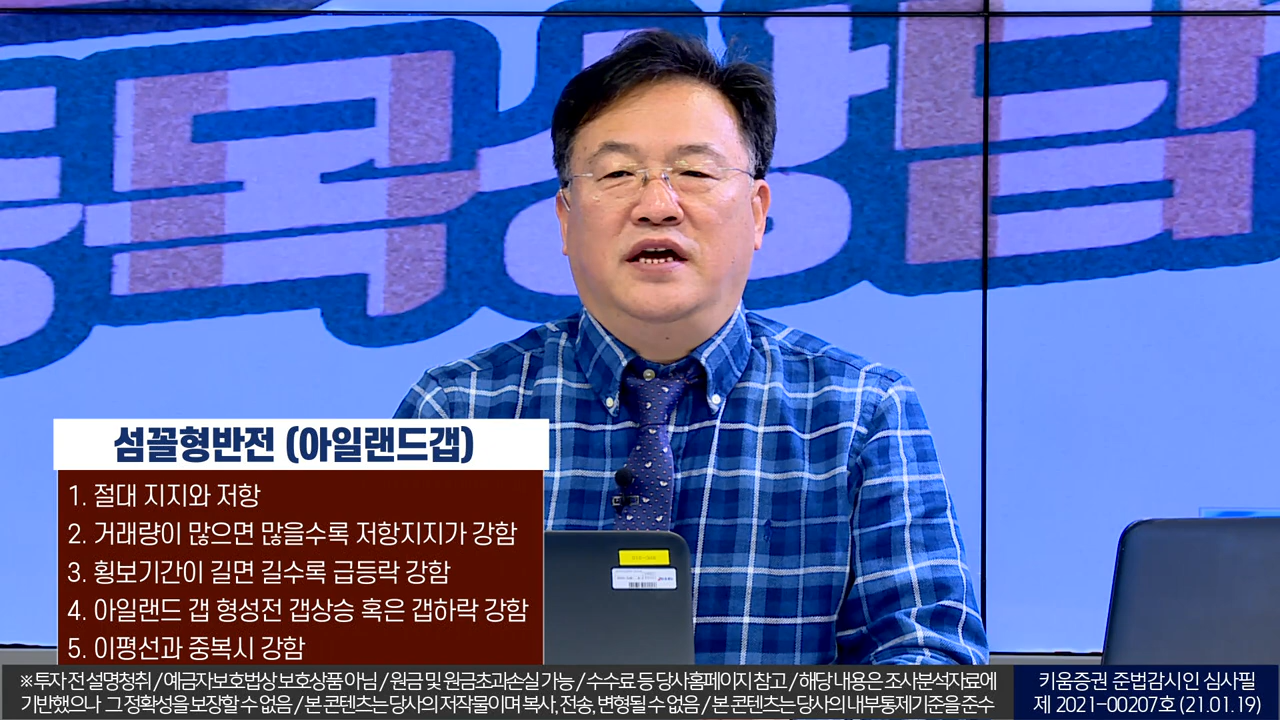 종목상담
섬꼴형반전 (아일랜드갭)
1. 절대 지지와 저항
2. 거래량이 많으면 많을수록 저항지지가 강함
3. 횡보기간이 길면 길수록 급등락 강함
4. 아일랜드 갭 형성전 갭상승 혹은 갭하락 강함
5. 이평선과 중복시 강함
※ 투자 전 설명청취 / 예금자보호법상 보호상품 아님 / 원금 및 원금초과손실 가능 / 수수료 등 당사홈페이지 참고 / 해당 내용은 조사분석자료에
기반했으나 그 정확성을 보장할 수 없음 / 본 콘텐츠는 당사의 저작물이며 복사, 전송, 변형될 수 없음 / 본 콘텐츠는 당사의 내부통제기준을 준수
키움증권 준법감시인 심사필
제 2021-00207호 (21.01.19)